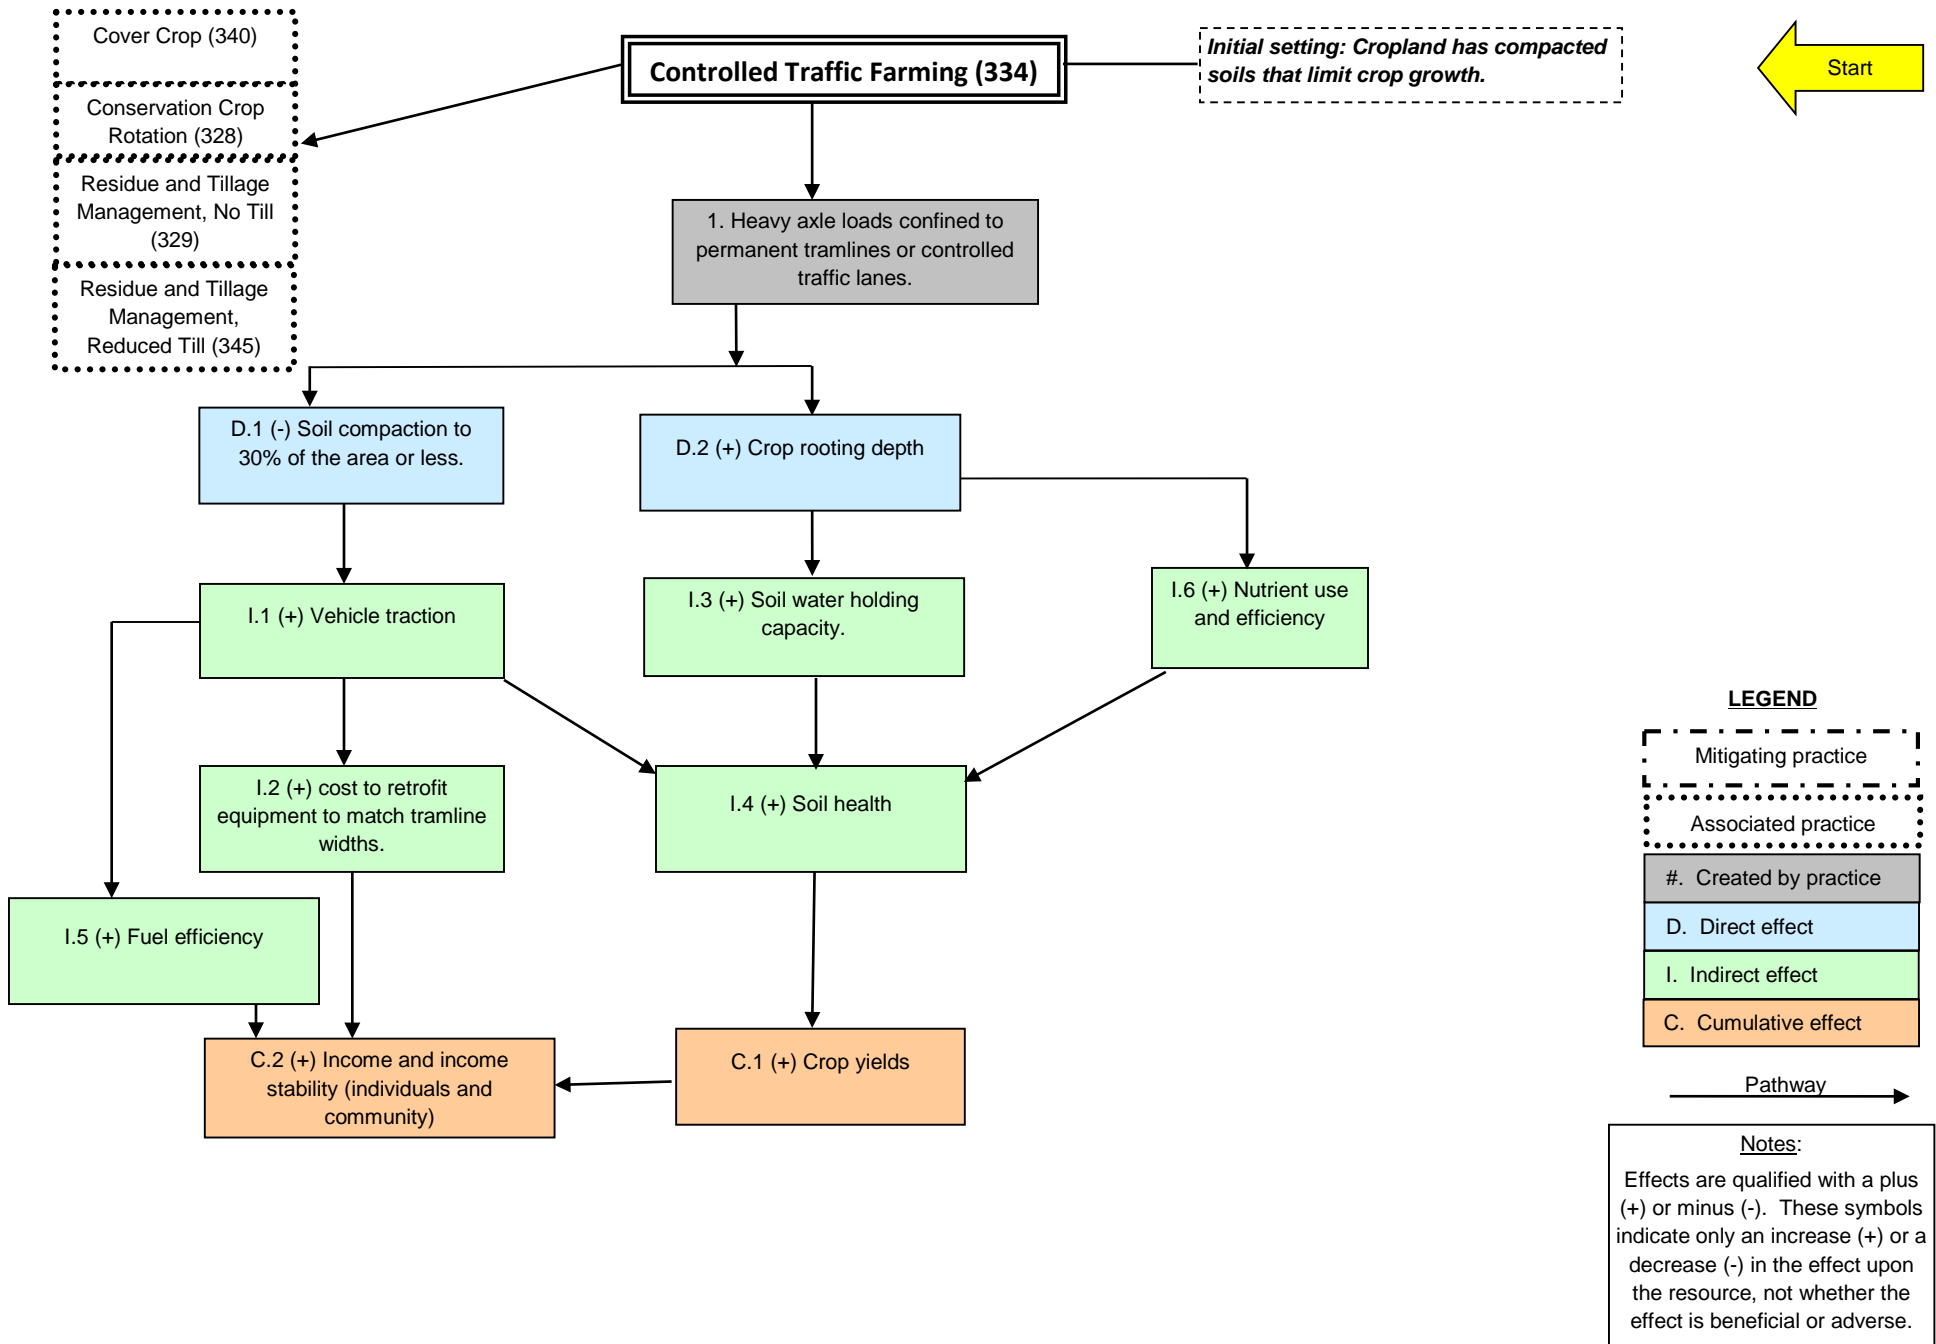 Cover Crop (340)
Conservation Crop
Rotation (328)
Residue and Tillage
Management, No Till
(329)
Residue and Tillage
Management,
Reduced Till (345)
Controlled Traffic Farming (334)
Initial setting: Cropland has compacted
soils that limit crop growth.
Start
1. Heavy axle loads confined to
permanent tramlines or controlled
traffic lanes.
D.1 (-) Soil compaction to
30% of the area or less.
D.2 (+) Crop rooting depth
I.1 (+) Vehicle traction
I.3 (+) Soil water holding
capacity.
I.6 (+) Nutrient use
and efficiency
I.2 (+) cost to retrofit
equipment to match tramline
widths.
I.4 (+) Soil health
I.5 (+) Fuel efficiency
C.2 (+) Income and income
stability (individuals and
community)
C.1 (+) Crop yields
LEGEND
Mitigating practice
Associated practice
#. Created by practice
D. Direct effect
I. Indirect effect
C. Cumulative effect
Pathway
Notes:
Effects are qualified with a plus
(+) or minus (-). These symbols
indicate only an increase (+) or a
decrease (-) in the effect upon
the resource, not whether the
effect is beneficial or adverse.